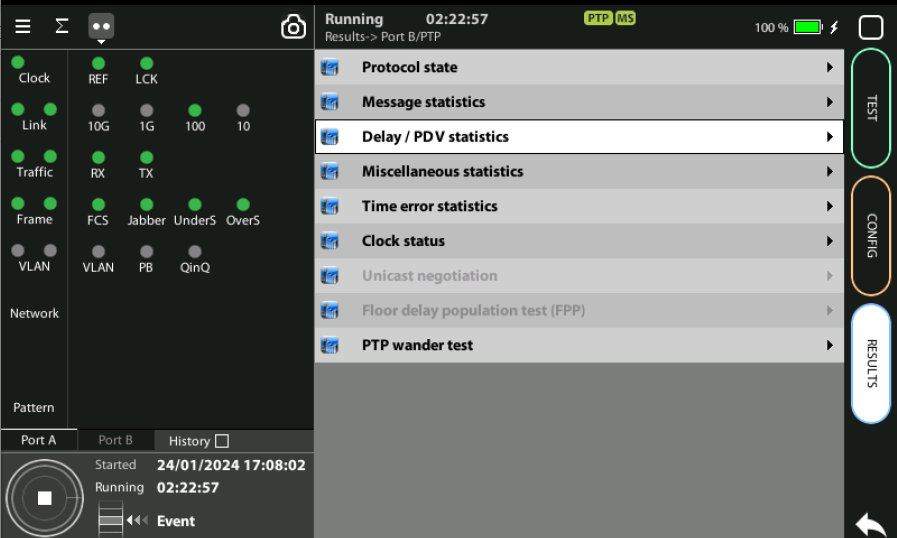 Running 02:22:57 PTP MS
Results-> Port B/PTP
100 %
Clock REF LCK
Link 10G 1G 100 10
Traffic RX TX
Frame FCS Jabber UnderS OverS
VLAN VLAN PB QinQ
Network
Pattern
Port A Port B History
Started 24/01/2024 17:08:02
Running 02:22:57
Event
Protocol state
Message statistics
Delay / PDV statistics
Miscellaneous statistics
Time error statistics
Clock status
Unicast negotiation
Floor delay population test (FPP)
PTP wander test
TEST
CONFIG
RESULTS